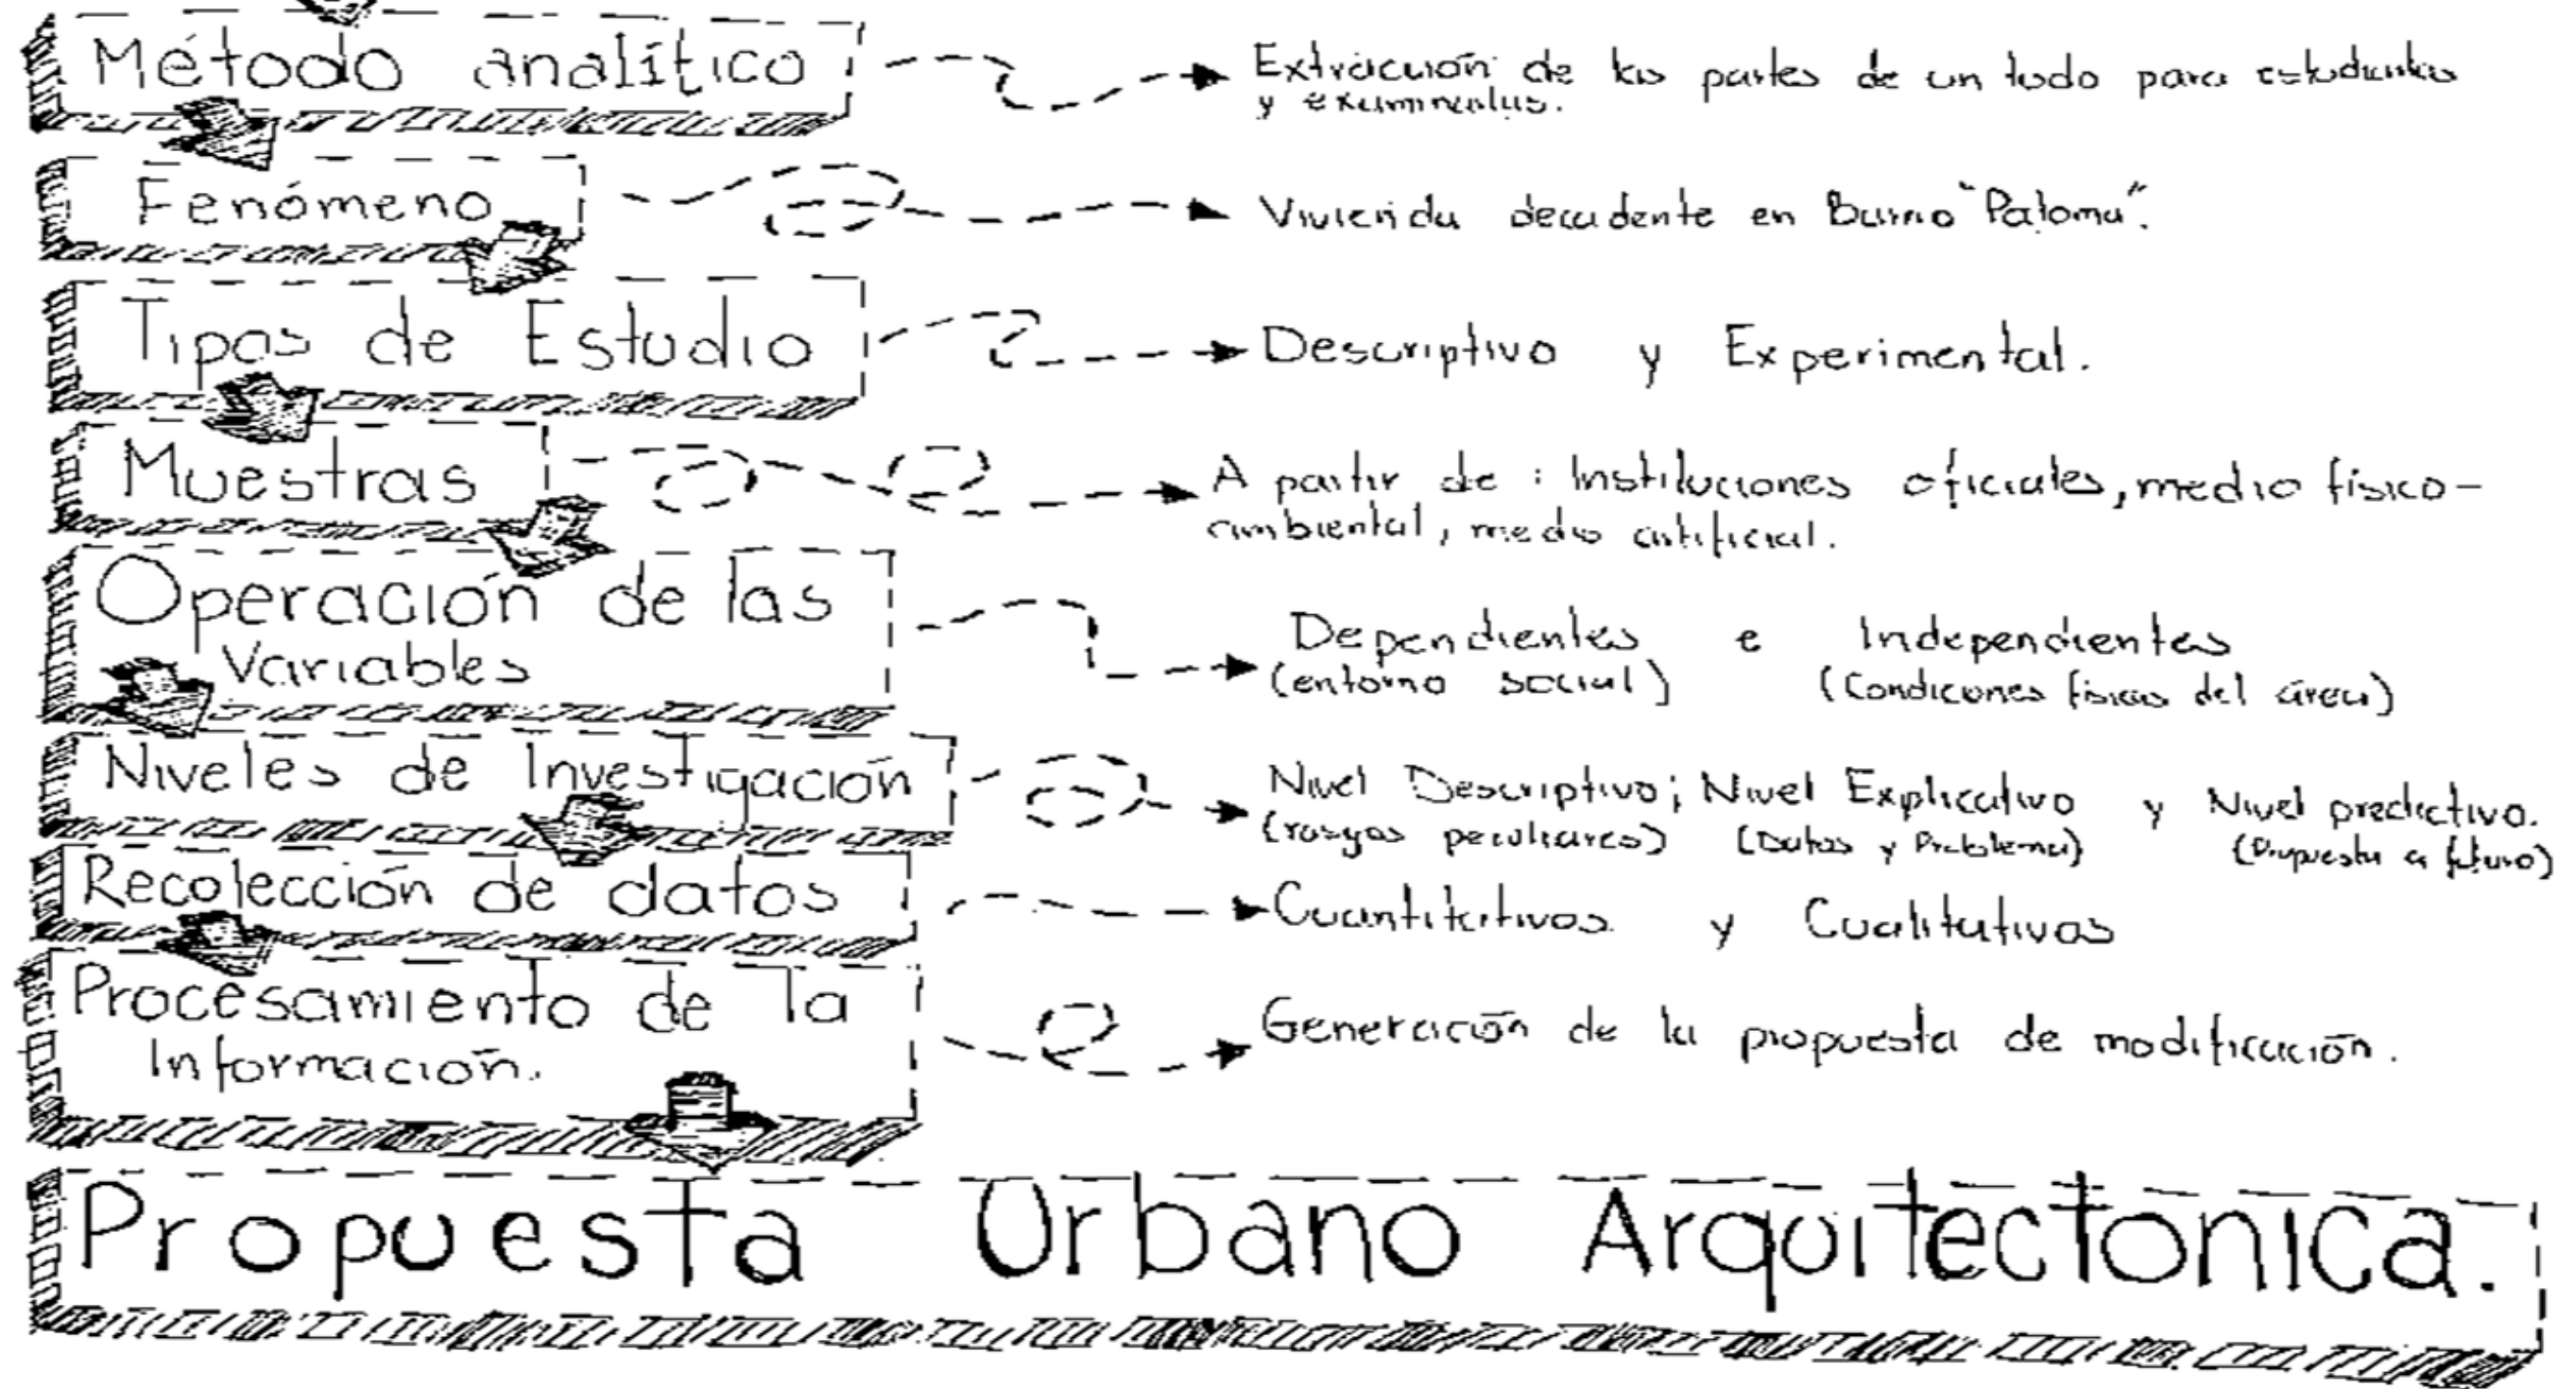 Método analítico
Extracción de las partes de un todo para estudiarlas
y examinarlas.
Fenómeno
Vivienda decadente en Barrio "Paloma".
Tipos de Estudio
Descriptivo y Experimental.
Muestras
A partir de : Instituciones oficiales, medio físico-
ambiental, medio artificial.
Operación de las
Variables
Dependientes e Independientes
(entorno social) (Condiciones físicas del área)
Niveles de Investigación
Nivel Descriptivo; Nivel Explicativo y Nivel predictivo.
(rasgos peculiares) (Datos y Problema) (Propuesta a futuro)
Recolección de datos
Cuantitativos y Cualitativos
Procesamiento de la
Información.
Generación de la propuesta de modificación.
Propuesta Urbano Arquitectonica.